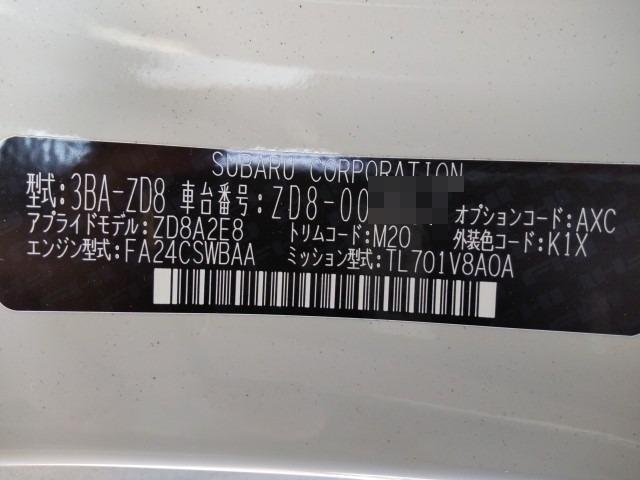 SUBARU CORPORATION
型式:3BA-ZD8 車台番号:ZD8-00 オプションコード:AXC
アプライドモデル:ZD8A2E8 トリムコード:M20 外装色コード:K1X
エンジン型式:FA24CSWBAA ミッション型式:TL701V8A0A